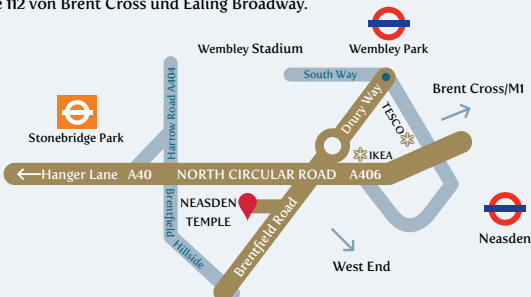 112 von Brent Cross und Ealing Broadway.
Wembley Stadium
Wembley Park
South Way
Harrow Road A404
Drury Way
Brent Cross/M1
TESCO
Stonebridge Park
IKEA
Hanger Lane A40
NORTH CIRCULAR ROAD A406
Brentfield
NEASDEN
TEMPLE
Brentfield Road
Neasden
Hillside
West End